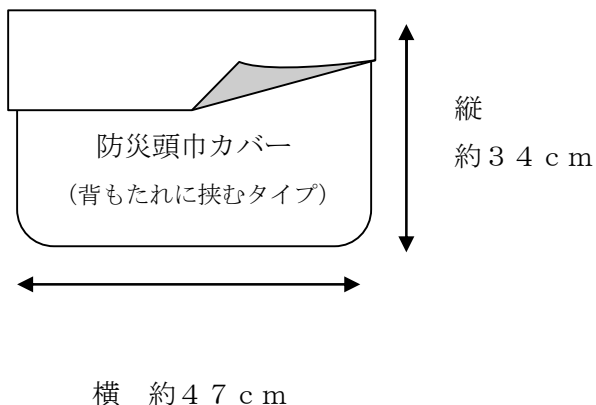 防災頭巾カバー
（背もたれに挟むタイプ）
縦
約３４ｃｍ
横　約４７ｃｍ